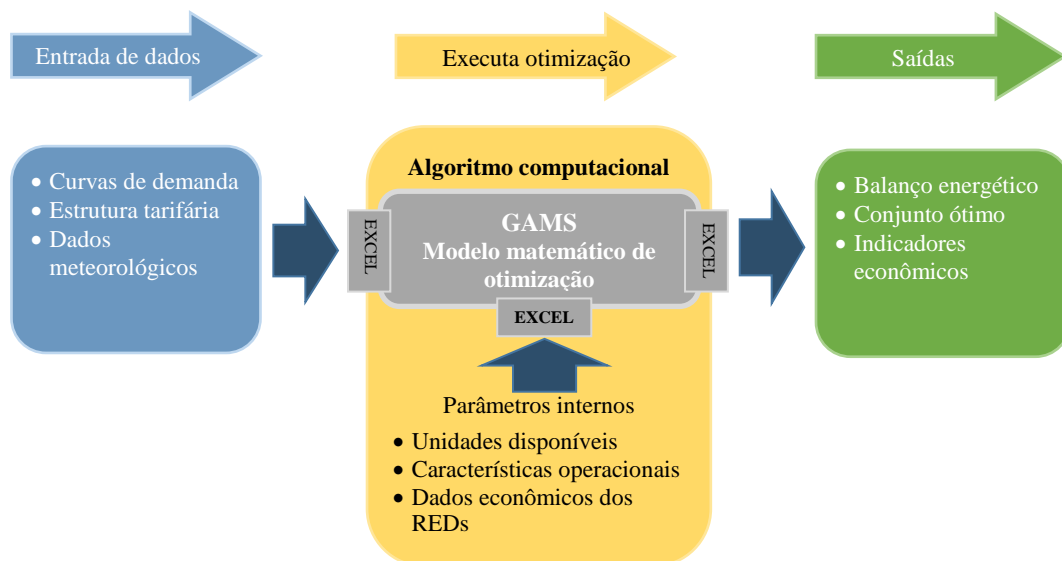 Entrada de dados
Executa otimização
Saídas
• Curvas de demanda
• Estrutura tarifária
• Dados
meteorológicos
Algoritmo computacional
EXCEL
GAMS
Modelo matemático de
otimização
EXCEL
EXCEL
Parâmetros internos
• Unidades disponíveis
• Características operacionais
• Dados econômicos dos
REDs
• Balanço energético
• Conjunto ótimo
• Indicadores
econômicos